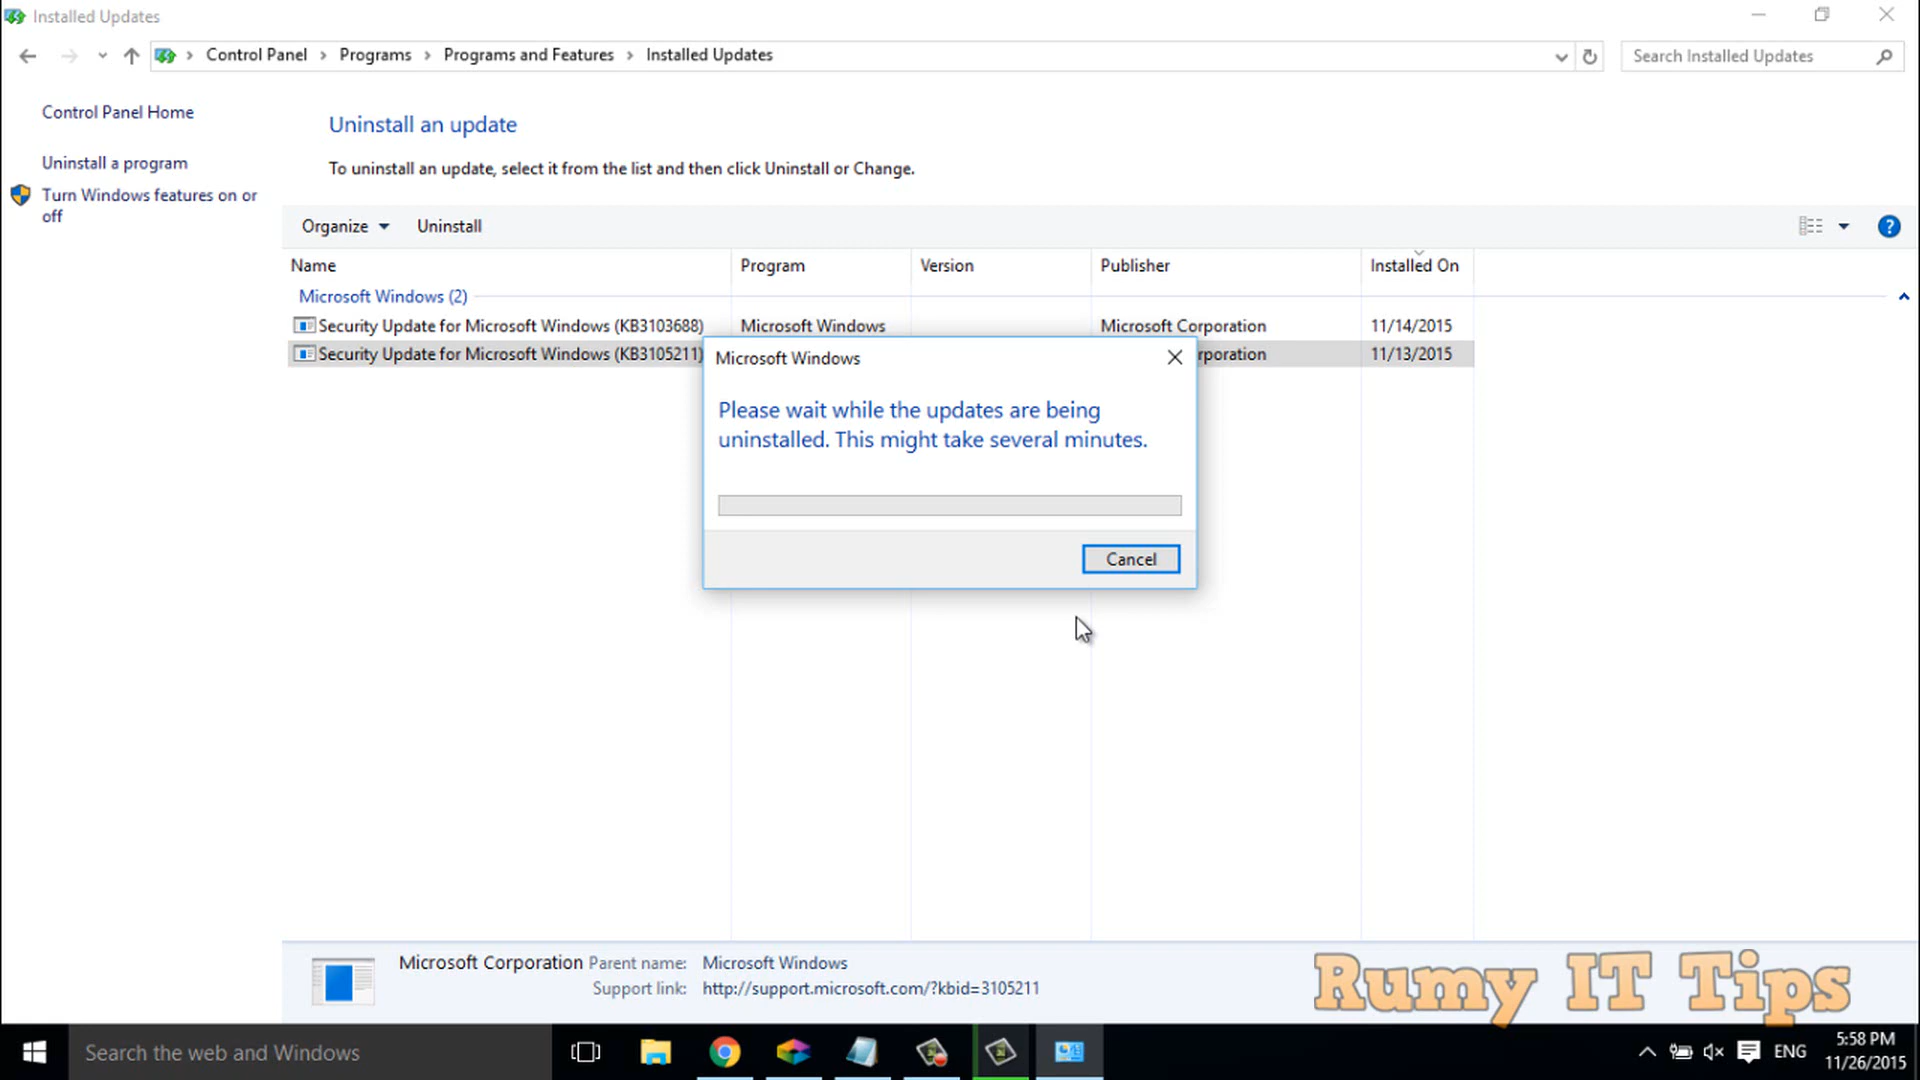 Installed Updates
Control Panel Programs Programs and Features Installed Updates
Search Installed Updates
Control Panel Home
Uninstall a program
Turn Windows features on or
off
Uninstall an update
To uninstall an update, select it from the list and then click Uninstall or Change.
Organize Uninstall
?
Name Program Version Publisher Installed On
Microsoft Windows (2)
Security Update for Microsoft Windows (KB3103688) Microsoft Windows Microsoft Corporation 11/14/2015
Security Update for Microsoft Windows (KB3105211) rporation 11/13/2015
Microsoft Windows
Please wait while the updates are being
uninstalled. This might take several minutes.
Cancel
Microsoft Corporation Parent name: Microsoft Windows
Support link: http://support.microsoft.com/?kbid=3105211
Rumy IT Tips
Search the web and Windows
ENG
5:58 PM
11/26/2015